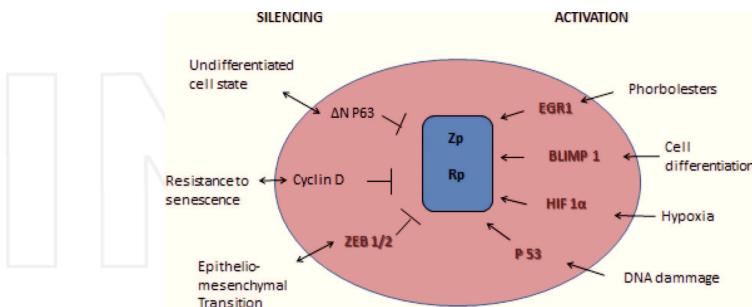 SILENCING
ACTIVATION
Undifferentiated
cell state
ΔN P63
Resistance to
senescence
Cyclin D
ZEB 1/2
Epithelio-
mesenchymal
Transition
Zp
Rp
EGR1
Phorbolesters
BLIMP 1
Cell
differentiation
HIF 1α
Hypoxia
P 53
DNA dammage
IN